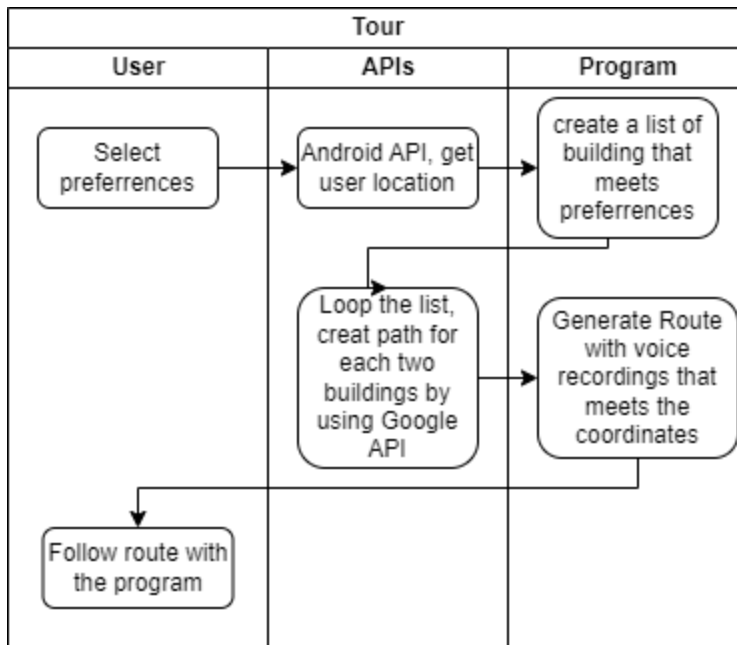 Tour
User
APIs
Program
Select
preferrences
Android API, get
user location
create a list of
building that
meets
preferrences
Loop the list,
creat path for
each two
buildings by
using Google
API
Generate Route
with voice
recordings that
meets the
coordinates
Follow route with
the program